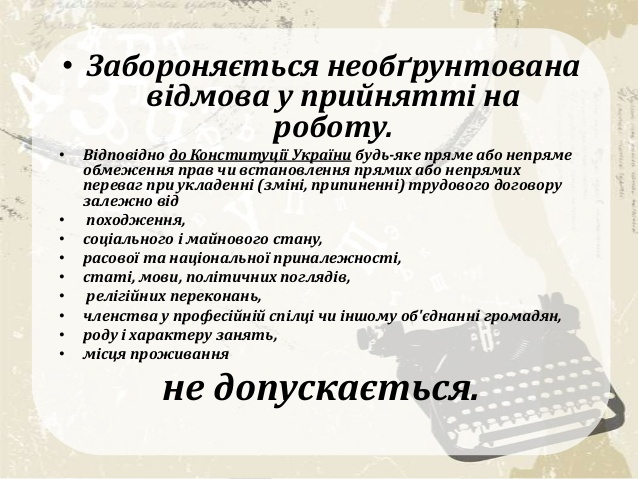 • Забороняється необґрунтована
відмова у прийнятті на
роботу.
• Відповідно до Конституції України будь-яке пряме або непряме
обмеження прав чи встановлення прямих або непрямих
переваг при укладенні (зміні, припиненні) трудового договору
залежно від
• походження,
• соціального і майнового стану,
• расової та національної приналежності,
• статі, мови, політичних поглядів,
• релігійних переконань,
• членства у професійній спілці чи іншому об'єднанні громадян,
• роду і характеру занять,
• місця проживання
не допускається.